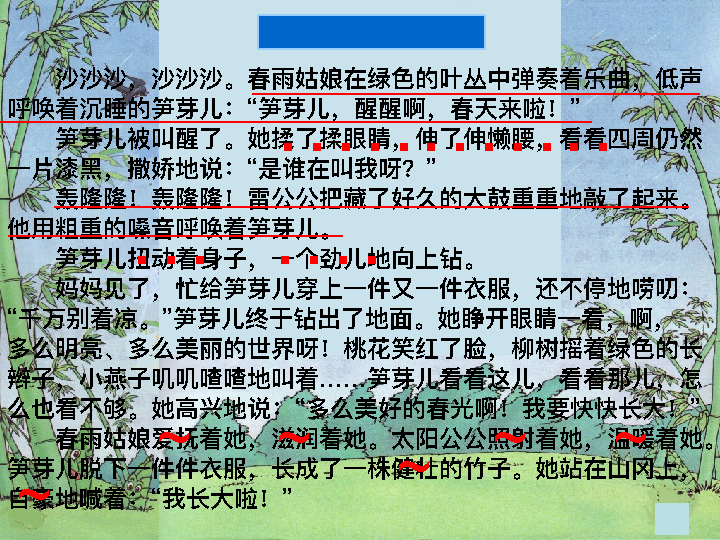 沙沙沙，沙沙沙。春雨姑娘在绿色的叶丛中弹奏着乐曲，低声
呼唤着沉睡的笋芽儿：“笋芽儿，醒醒啊，春天来啦！”
笋芽儿被叫醒了。她揉了揉眼睛，伸了伸懒腰，看看四周仍然
一片漆黑，撒娇地说：“是谁在叫我呀？”
轰隆隆！轰隆隆！雷公公把藏了好久的大鼓重重地敲了起来。
他用粗重的嗓音呼唤着笋芽儿。
笋芽儿扭动着身子，一个劲儿地向上钻。
妈妈见了，忙给笋芽儿穿上一件又一件衣服，还不停地唠叨：
“千万别着凉。”笋芽儿终于钻出了地面。她睁开眼睛一看，啊，
多么明亮、多么美丽的世界呀！桃花笑红了脸，柳树摇着绿色的长
辫子，小燕子叽叽喳喳地叫着……笋芽儿看看这儿，看看那儿，怎
么也看不够。她高兴地说：“多么美好的春光啊！我要快快长大！”
春雨姑娘爱抚着她，滋润着她。太阳公公照射着她，温暖着她。
笋芽儿脱下一件件衣服，长成了一株健壮的竹子。她站在山冈上，
自豪地喊着：“我长大啦！”